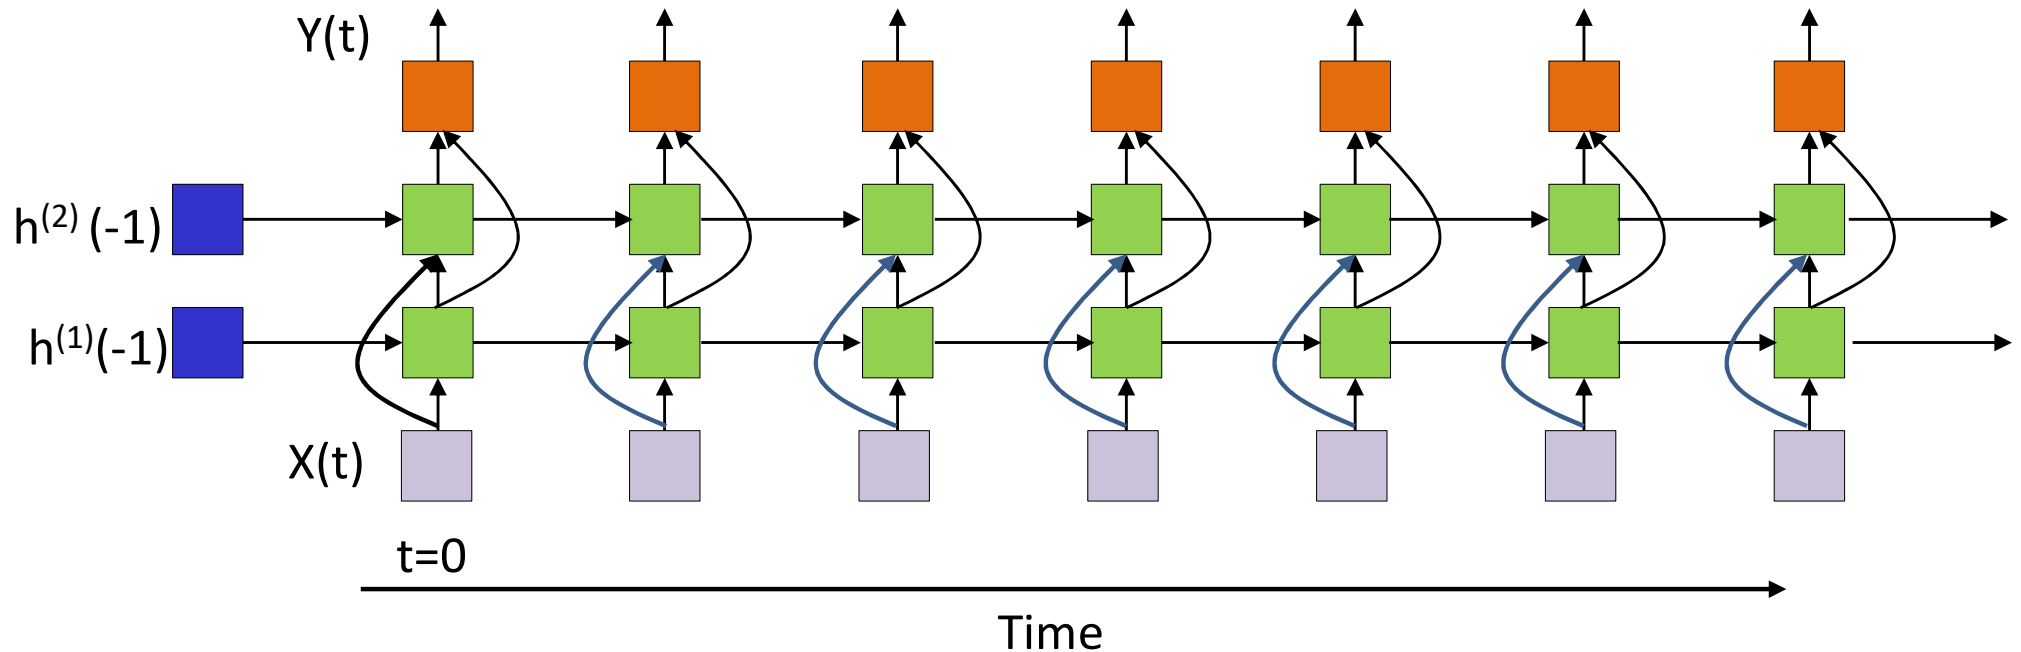 Y(t)
h⁽²⁾ (-1)
h⁽¹⁾(-1)
X(t)
t=0
Time